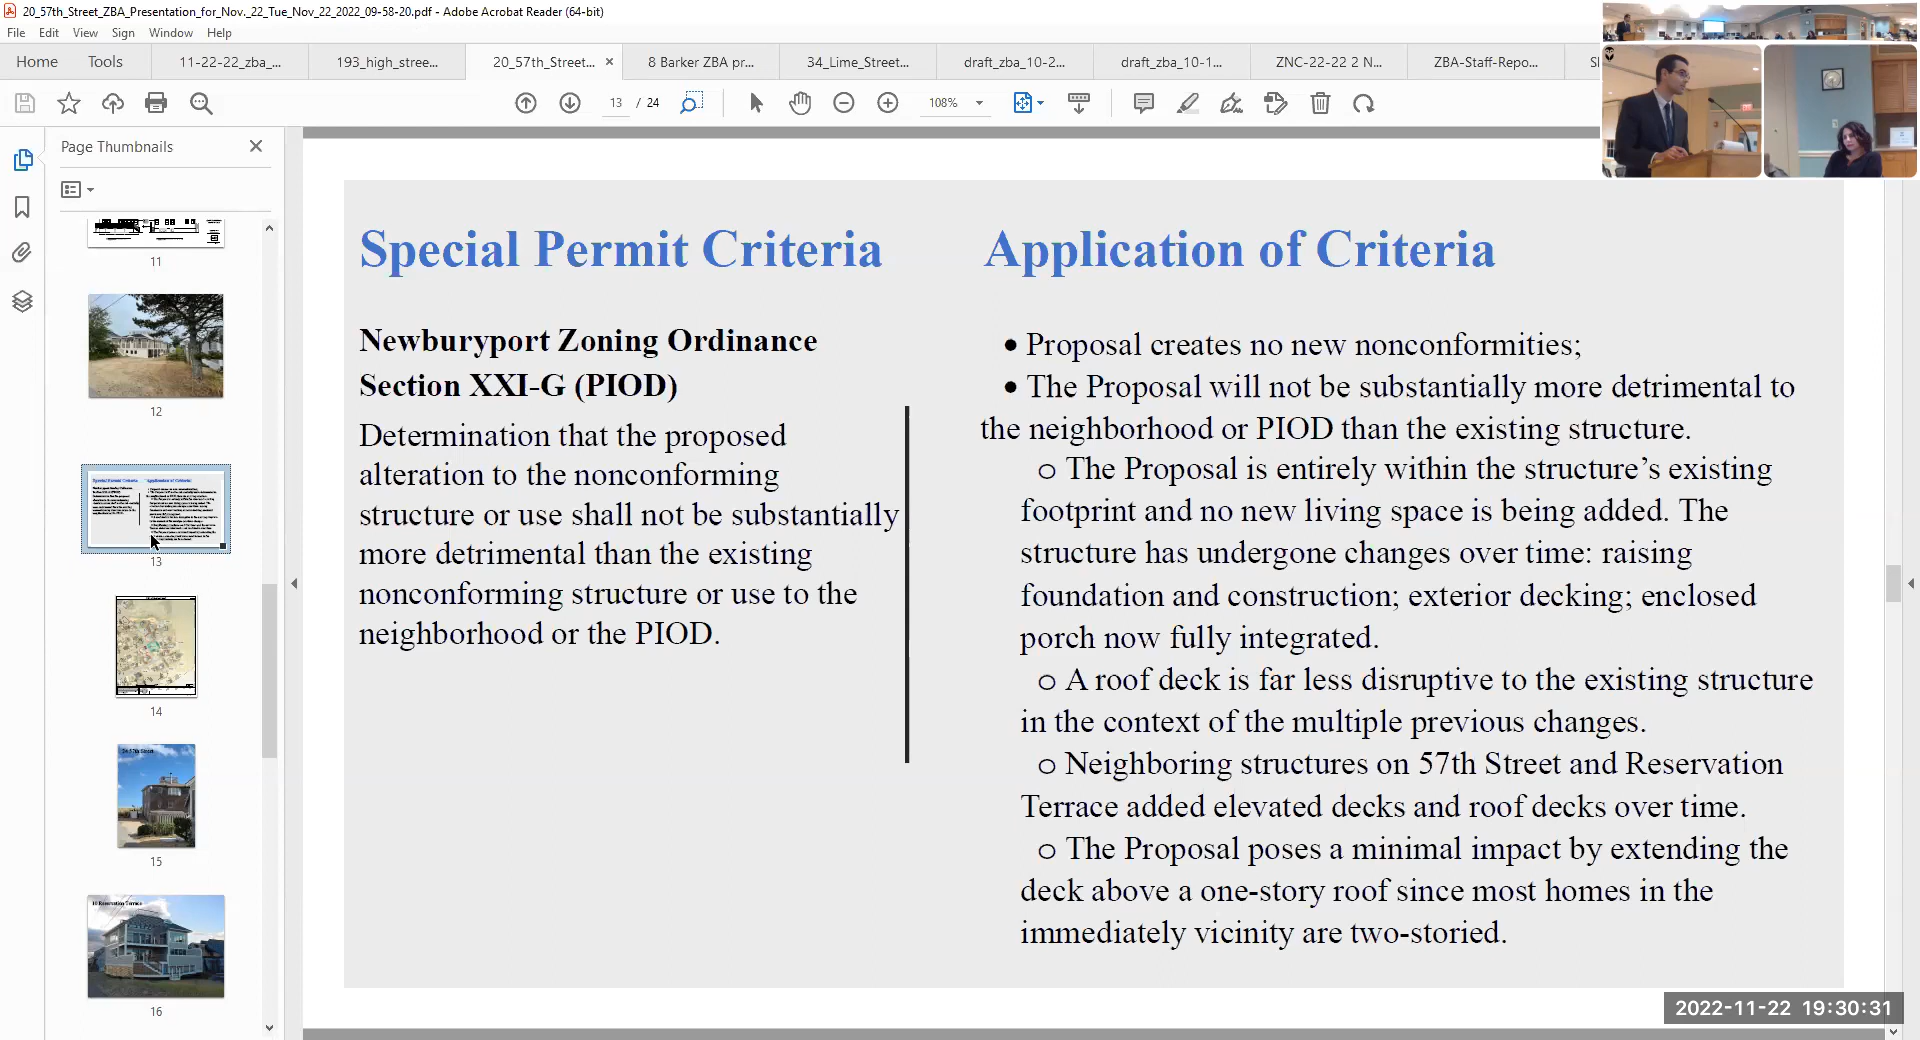 20_57th_Street_ZBA_Presentation_for_Nov._22_Tue_Nov_22_2022_09-58-20.pdf - Adobe Acrobat Reader (64-bit)
File Edit View Sign Window Help
Home Tools 11-22-22_zba_... 193_high_stree... 20_57th_Street... × 8 Barker ZBA pr... 34_Lime_Street... draft_zba_10-2... draft_zba_10-1... ZNC-22-22 2 N... ZBA-Staff-Repo...
13 / 24 108%
Page Thumbnails
11
12
13
14
24 57th Street
15
10 Reservation Terrace
16
Special Permit Criteria
Newburyport Zoning Ordinance
Section XXI-G (PIOD)
Determination that the proposed
alteration to the nonconforming
structure or use shall not be substantially
more detrimental than the existing
nonconforming structure or use to the
neighborhood or the PIOD.
Application of Criteria
• Proposal creates no new nonconformities;
• The Proposal will not be substantially more detrimental to
the neighborhood or PIOD than the existing structure.
o The Proposal is entirely within the structure’s existing
footprint and no new living space is being added. The
structure has undergone changes over time: raising
foundation and construction; exterior decking; enclosed
porch now fully integrated.
o A roof deck is far less disruptive to the existing structure
in the context of the multiple previous changes.
o Neighboring structures on 57th Street and Reservation
Terrace added elevated decks and roof decks over time.
o The Proposal poses a minimal impact by extending the
deck above a one-story roof since most homes in the
immediately vicinity are two-storied.
2022-11-22 19:30:31